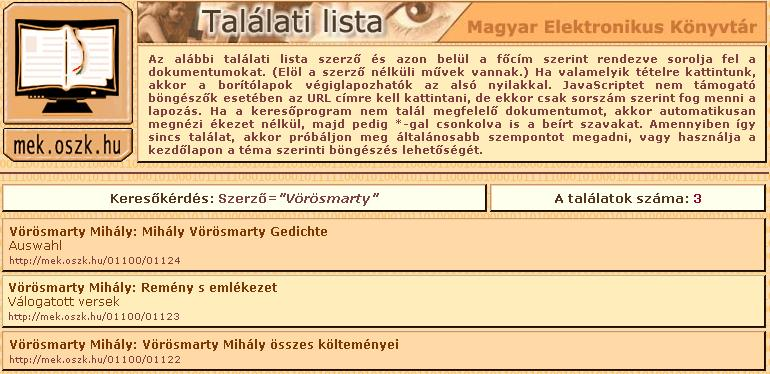 Találati lista
Magyar Elektronikus Könyvtár
mek.oszk.hu
Az alábbi találati lista szerző és azon belül a főcím szerint rendezve sorolja fel a
dokumentumokat. (Elöl a szerző nélküli művek vannak.) Ha valamelyik tételre kattintunk,
akkor a borítólapok végiglapozhatók az alsó nyilakkal. JavaScriptet nem támogató
böngészők esetében az URL címre kell kattintani, de ekkor csak sorszám szerint fog menni a
lapozás. Ha a keresőprogram nem talál megfelelő dokumentumot, akkor automatikusan
megnézi ékezet nélkül, majd pedig *-gal csonkolva is a beírt szavakat. Amennyiben így
sincs találat, akkor próbáljon meg általánosabb szempontot megadni, vagy használja a
kezdőlapon a téma szerinti böngészés lehetőségét.
Keresőkérdés: Szerző="Vörösmarty"
A találatok száma: 3
Vörösmarty Mihály: Mihály Vörösmarty Gedichte
Auswahl
http://mek.oszk.hu/01100/01124
Vörösmarty Mihály: Remény s emlékezet
Válogatott versek
http://mek.oszk.hu/01100/01123
Vörösmarty Mihály: Vörösmarty Mihály összes költeményei
http://mek.oszk.hu/01100/01122